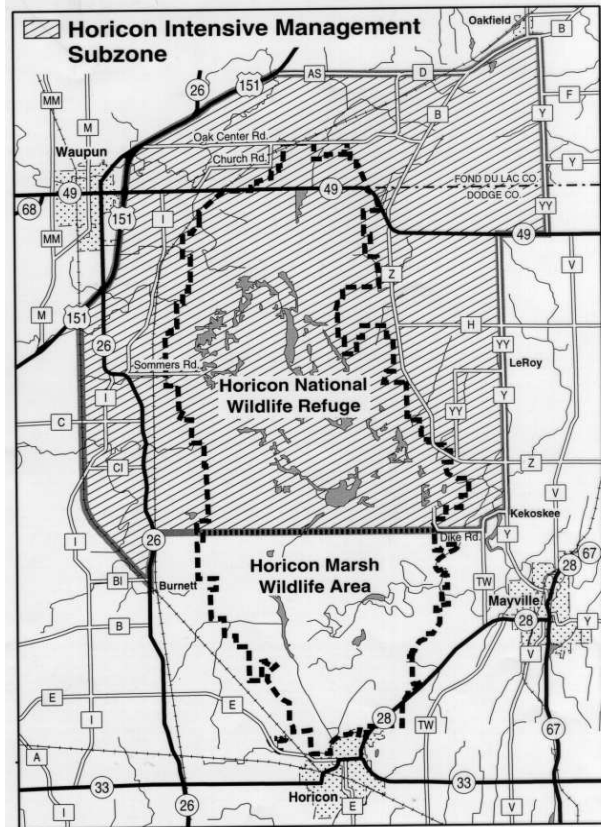 Horicon Intensive Management
Subzone
Oakfield
B
26
151
AS
D
MM
M
B
F
Y
Oak Center Rd.
Church Rd.
Waupun
Y
49
49
FOND DU LAC CO.
DODGE CO.
68
151
I
YY
MM
49
Z
V
M
151
26
H
YY
Sommers Rd.
LeRoy
I
Horicon National
Wildlife Refuge
Y
C
YY
CI
Z
V
I
Kekoskee
26
Dike Rd.
Y
67
Horicon Marsh
Wildlife Area
28
BI
Burnett
TW
Mayville
B
28
Y
V
E
E
28
I
TW
67
A
33
33
Horicon
I
26
E
V